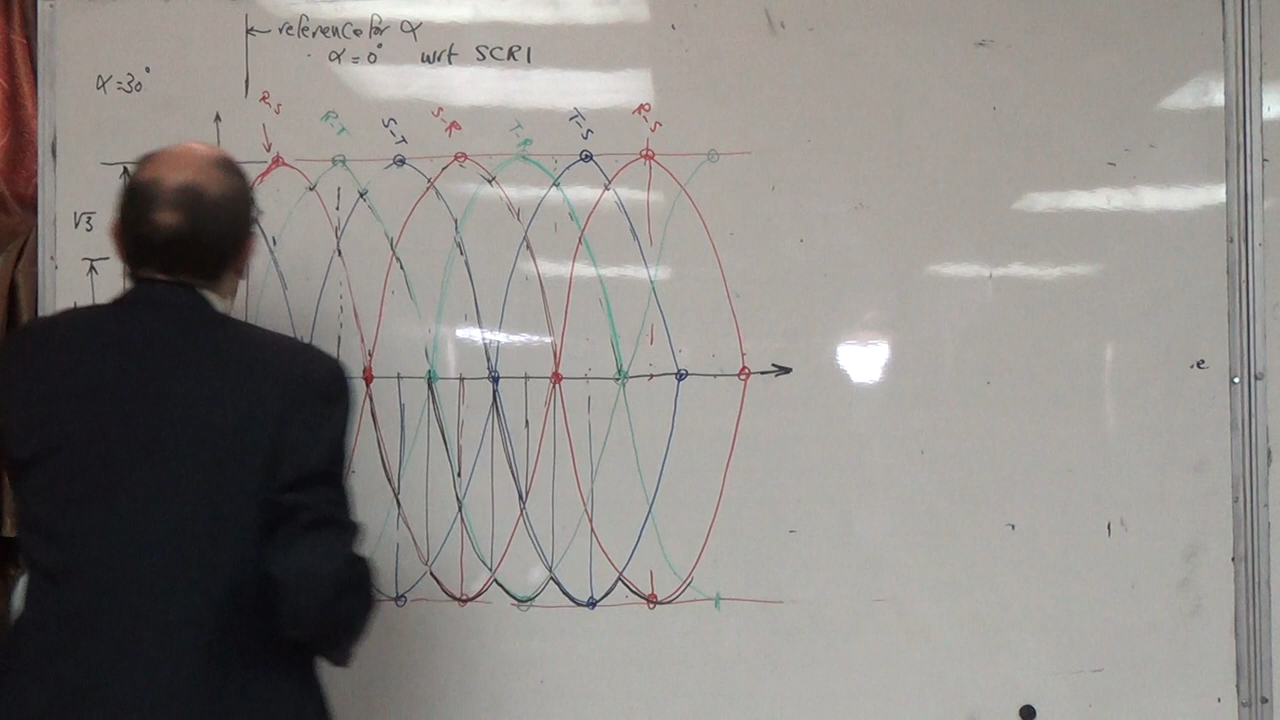 ← reference for α
α = 0° wrt SCR1
α = 30°
R-S
R-T
S-T
S-R
T-R
T-S
R-S
√3